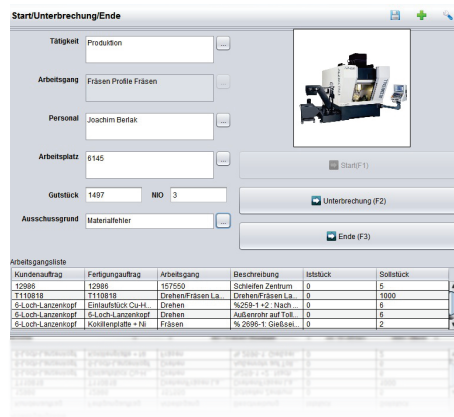 Start/Unterbrechung/Ende
Tätigkeit Produktion ...
Arbeitsgang Fräsen Profile Fräsen ...
Personal Joachim Berlak ...
Arbeitsplatz 6145 ...
Start(F1)
Gutstück 1497 NIO 3
Unterbrechung (F2)
Ausschussgrund Materialfehler ...
Ende (F3)
Arbeitsgangsliste
Kundenauftrag Fertigungauftrag Arbeitsgang Beschreibung Iststück Sollstück
12986 12986 157550 Schleifen Zentrum 0 5
T110818 T110818 Drehen/Fräsen La... Drehen/Fräsen La... 0 1000
6-Loch-Lanzenkopf Einlaufstück Cu-H... Drehen %259-1 +2 : Nach ... 0 6
6-Loch-Lanzenkopf 6-Loch-Lanzenkopf Drehen Außenrohr auf Toll... 0 6
6-Loch-Lanzenkopf Kokillenplatte + Ni Fräsen % 2696-1: Gießsei... 0 2